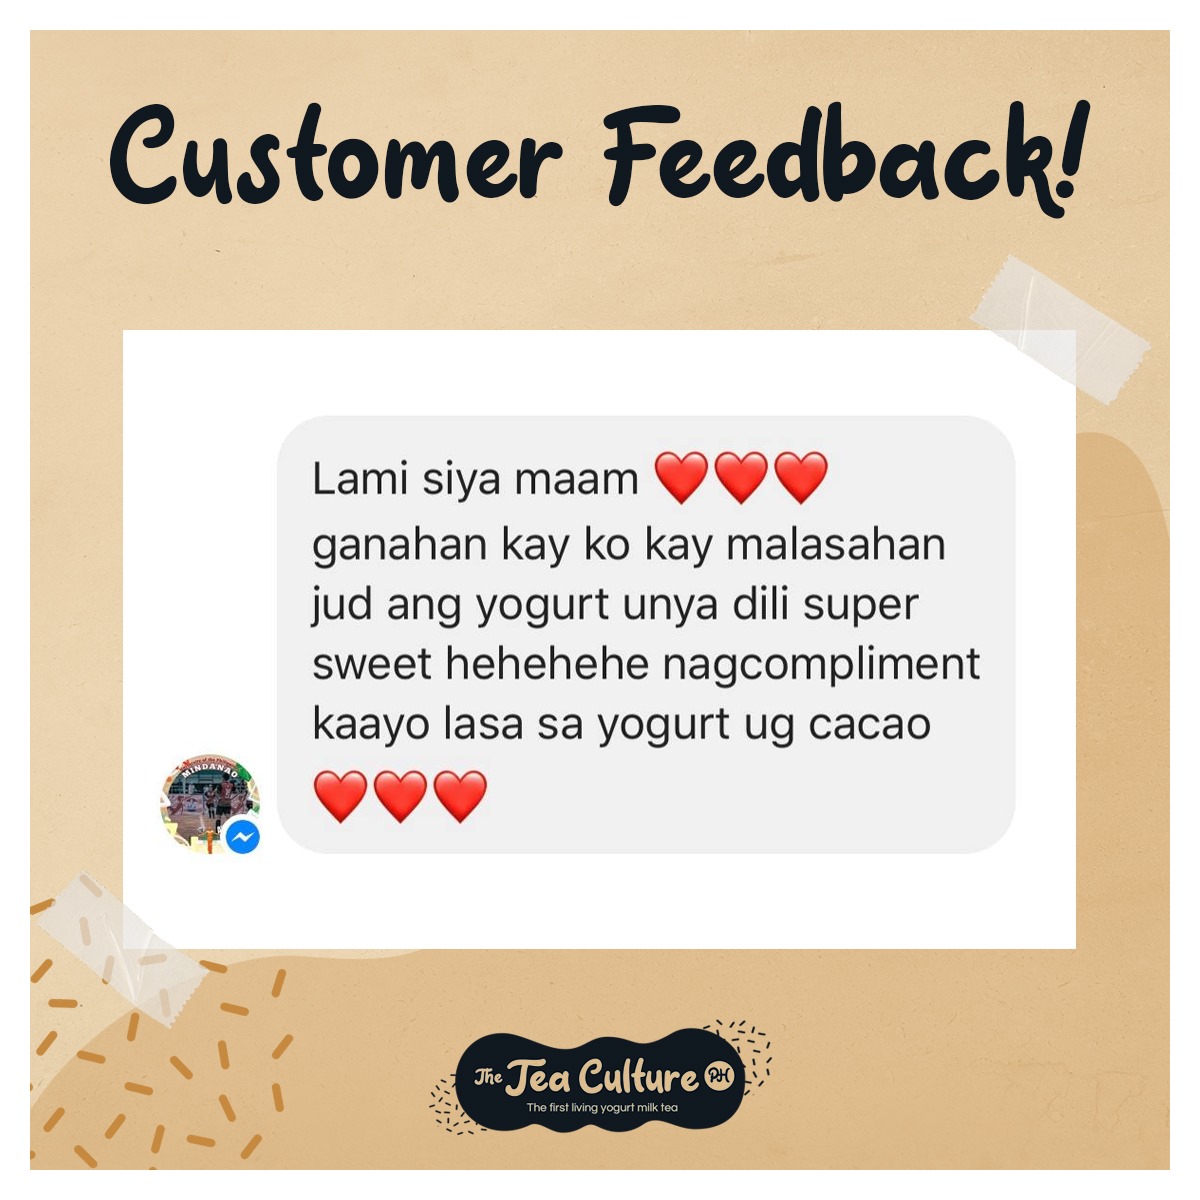 Customer Feedback!
Lami siya maam ❤️❤️❤️
ganahan kay ko kay malasahan
jud ang yogurt unya dili super
sweet hehehehe nagcompliment
kaayo lasa sa yogurt ug cacao
❤️❤️❤️
MINDANAO
The Tea Culture PH
The first living yogurt milk tea